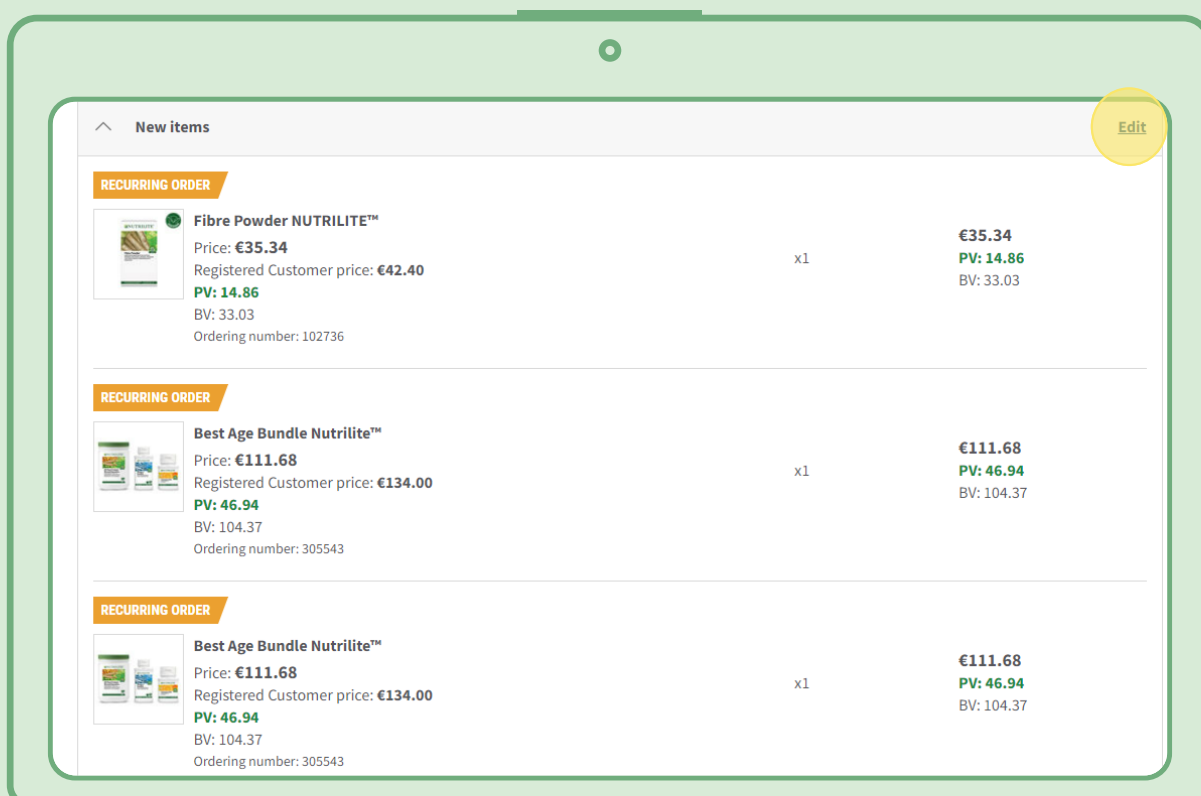 New items
Edit
RECURRING ORDER
Fibre Powder NUTRILITE™
Price: €35.34
Registered Customer price: €42.40
PV: 14.86
BV: 33.03
Ordering number: 102736
x1
€35.34
PV: 14.86
BV: 33.03
RECURRING ORDER
Best Age Bundle Nutrilite™
Price: €111.68
Registered Customer price: €134.00
PV: 46.94
BV: 104.37
Ordering number: 305543
x1
€111.68
PV: 46.94
BV: 104.37
RECURRING ORDER
Best Age Bundle Nutrilite™
Price: €111.68
Registered Customer price: €134.00
PV: 46.94
BV: 104.37
Ordering number: 305543
x1
€111.68
PV: 46.94
BV: 104.37